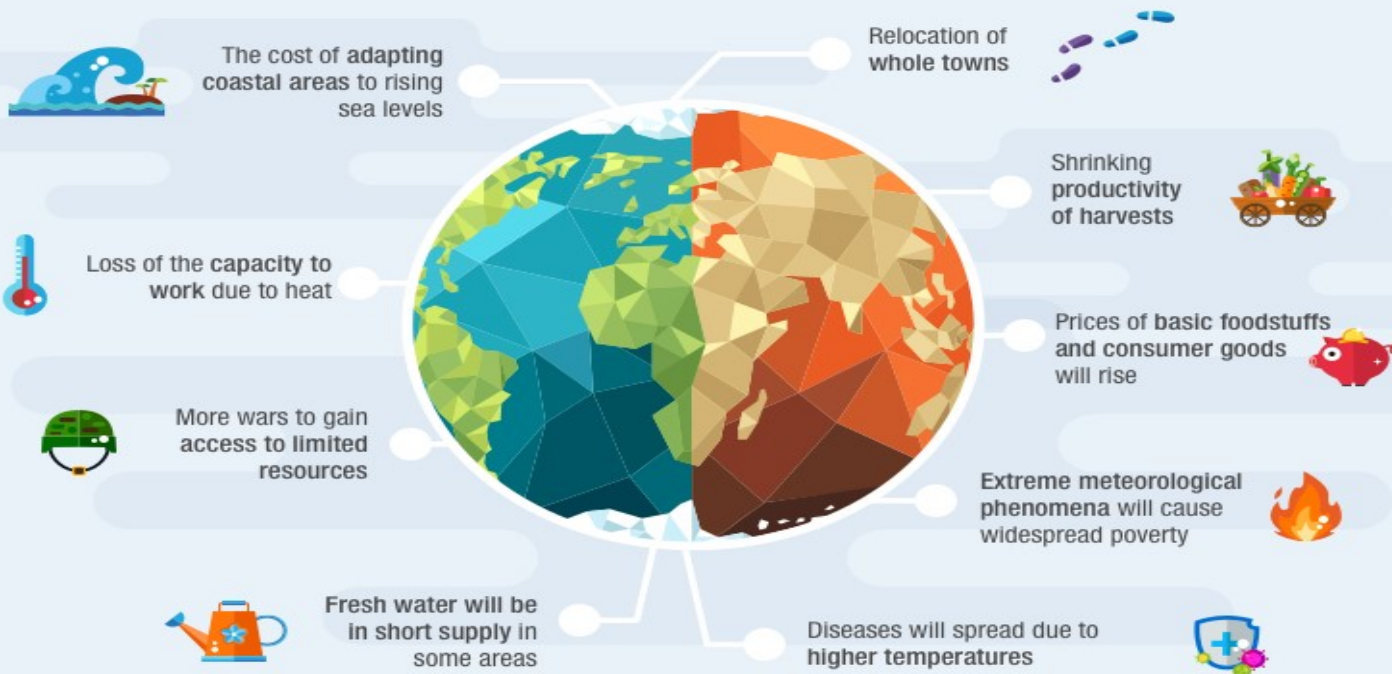 The cost of adapting
coastal areas to rising
sea levels
Relocation of
whole towns
Shrinking
productivity
of harvests
Loss of the capacity to
work due to heat
Prices of basic foodstuffs
and consumer goods
will rise
More wars to gain
access to limited
resources
Extreme meteorological
phenomena will cause
widespread poverty
Fresh water will be
in short supply in
some areas
Diseases will spread due to
higher temperatures